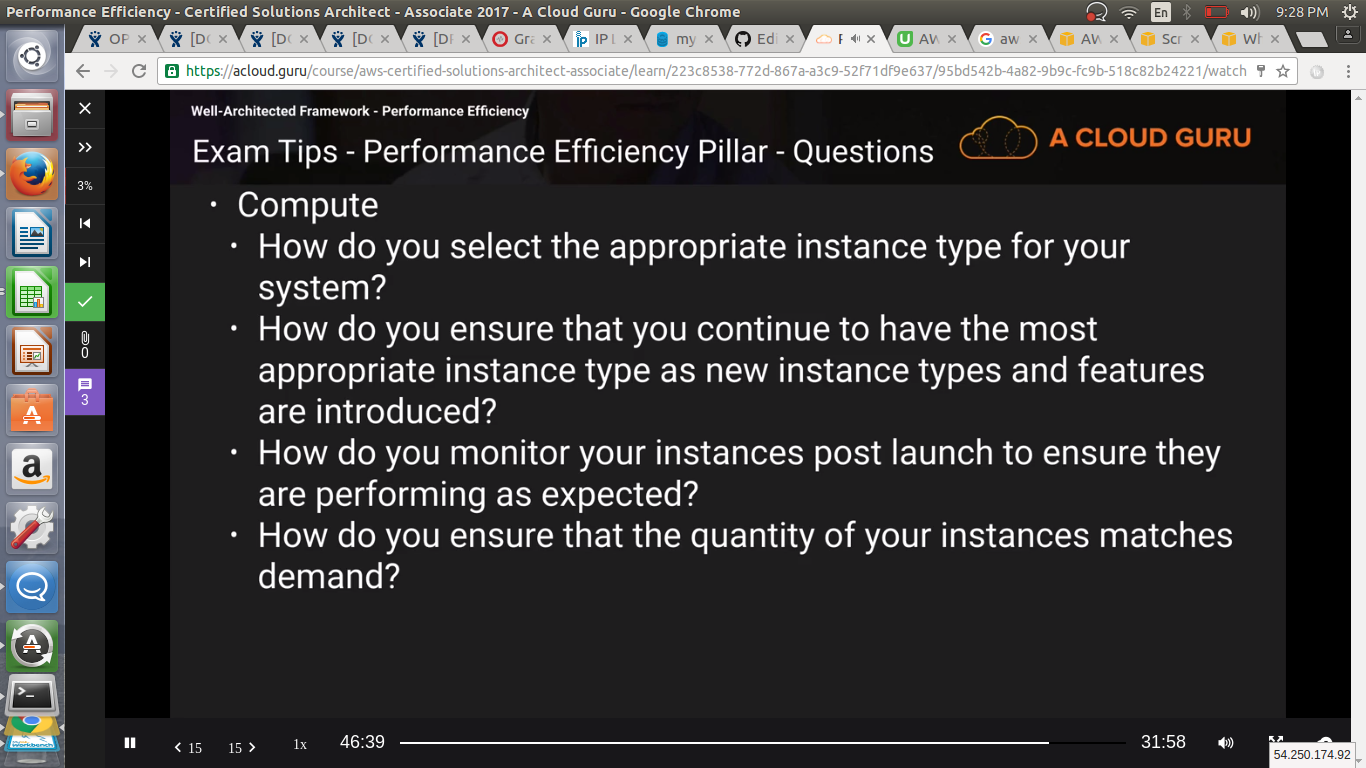 Performance Efficiency - Certified Solutions Architect - Associate 2017 - A Cloud Guru - Google Chrome
En
9:28 PM
OP
[DC
[DC
[DC
[DF
Gra
IP L
my
Edi
AW
aw
AW
Scr
Wh
https://acloud.guru/course/aws-certified-solutions-architect-associate/learn/223c8538-772d-867a-a3c9-52f71df9e637/95bd542b-4a82-9b9c-fc9b-518c82b24221/watch
Well-Architected Framework - Performance Efficiency
Exam Tips - Performance Efficiency Pillar - Questions
A CLOUD GURU
3%
0
3
• Compute
• How do you select the appropriate instance type for your
system?
• How do you ensure that you continue to have the most
appropriate instance type as new instance types and features
are introduced?
• How do you monitor your instances post launch to ensure they
are performing as expected?
• How do you ensure that the quantity of your instances matches
demand?
15
15
1x
46:39
31:58
54.250.174.92